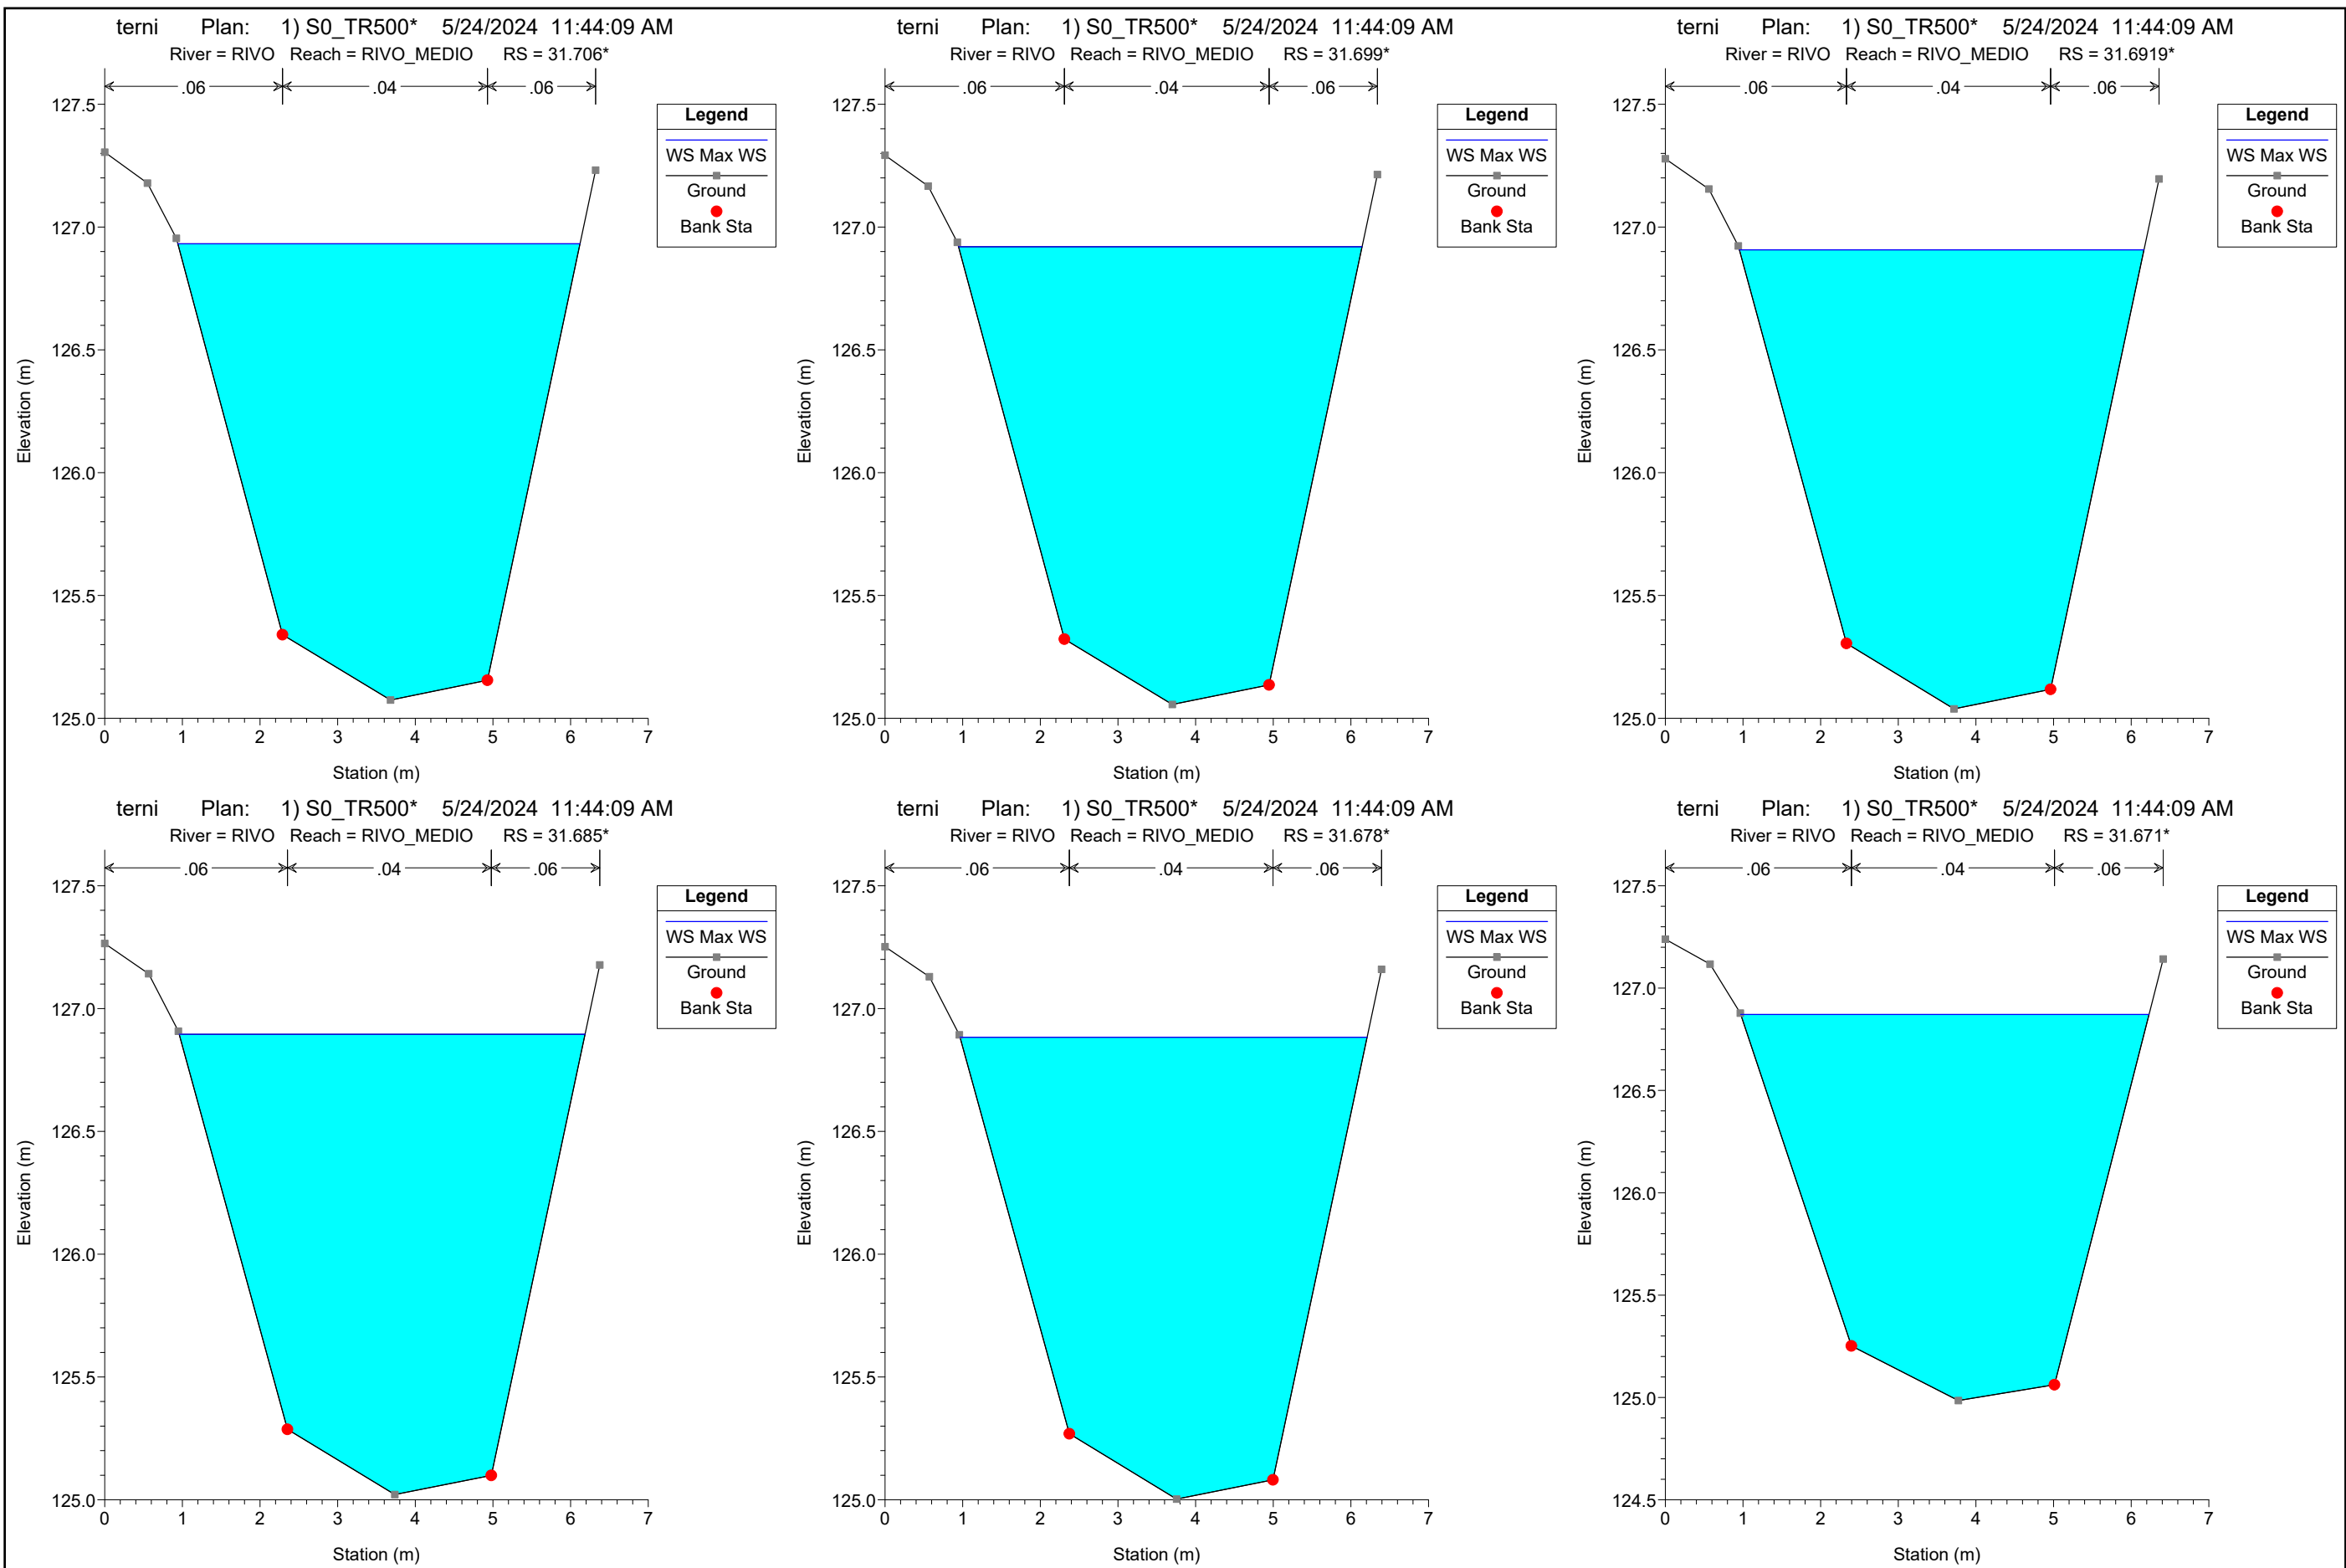 terni Plan: 1) S0_TR500* 5/24/2024 11:44:09 AM
River = RIVO Reach = RIVO_MEDIO RS = 31.706*
.06 .04 .06
127.5
127.0
126.5
126.0
125.5
125.0
Elevation (m)
0 1 2 3 4 5 6 7
Station (m)
Legend
WS Max WS
Ground
Bank Sta
terni Plan: 1) S0_TR500* 5/24/2024 11:44:09 AM
River = RIVO Reach = RIVO_MEDIO RS = 31.699*
.06 .04 .06
127.5
127.0
126.5
126.0
125.5
125.0
Elevation (m)
0 1 2 3 4 5 6 7
Station (m)
Legend
WS Max WS
Ground
Bank Sta
terni Plan: 1) S0_TR500* 5/24/2024 11:44:09 AM
River = RIVO Reach = RIVO_MEDIO RS = 31.6919*
.06 .04 .06
127.5
127.0
126.5
126.0
125.5
125.0
Elevation (m)
0 1 2 3 4 5 6 7
Station (m)
Legend
WS Max WS
Ground
Bank Sta
terni Plan: 1) S0_TR500* 5/24/2024 11:44:09 AM
River = RIVO Reach = RIVO_MEDIO RS = 31.685*
.06 .04 .06
127.5
127.0
126.5
126.0
125.5
125.0
Elevation (m)
0 1 2 3 4 5 6 7
Station (m)
Legend
WS Max WS
Ground
Bank Sta
terni Plan: 1) S0_TR500* 5/24/2024 11:44:09 AM
River = RIVO Reach = RIVO_MEDIO RS = 31.678*
.06 .04 .06
127.5
127.0
126.5
126.0
125.5
125.0
Elevation (m)
0 1 2 3 4 5 6 7
Station (m)
Legend
WS Max WS
Ground
Bank Sta
terni Plan: 1) S0_TR500* 5/24/2024 11:44:09 AM
River = RIVO Reach = RIVO_MEDIO RS = 31.671*
.06 .04 .06
127.5
127.0
126.5
126.0
125.5
125.0
124.5
Elevation (m)
0 1 2 3 4 5 6 7
Station (m)
Legend
WS Max WS
Ground
Bank Sta